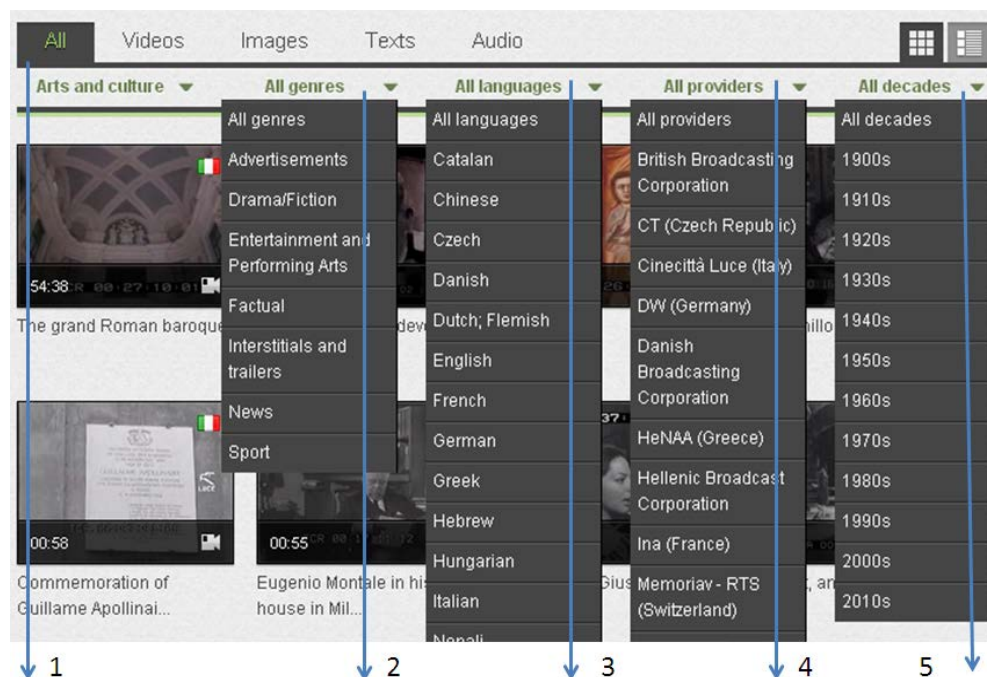 All Videos Images Texts Audio
Arts and culture All genres All languages All providers All decades
All genres
Advertisements
Drama/Fiction
Entertainment and
Performing Arts
Factual
Interstitials and
trailers
News
Sport
All languages
Catalan
Chinese
Czech
Danish
Dutch; Flemish
English
French
German
Greek
Hebrew
Hungarian
Italian
Nepali
All providers
British Broadcasting
Corporation
CT (Czech Republic)
Cinecittà Luce (Italy)
DW (Germany)
Danish
Broadcasting
Corporation
HeNAA (Greece)
Hellenic Broadcast
Corporation
Ina (France)
Memoriav - RTS
(Switzerland)
All decades
1900s
1910s
1920s
1930s
1940s
1950s
1960s
1970s
1980s
1990s
2000s
2010s
54:38
The grand Roman baroque
00:58
LUCE
Commemoration of
Guillame Apollinai...
00:55
Eugenio Montale in his
house in Mil...
1 2 3 4 5